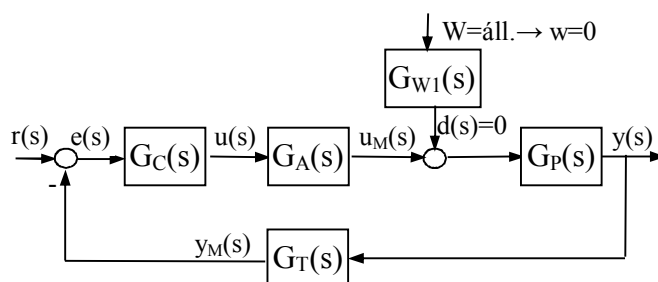 W=áll.→ w=0
G_W1(s)
d(s)=0
r(s) e(s) G_C(s) u(s) G_A(s) u_M(s) G_P(s) y(s)
-
y_M(s) G_T(s)